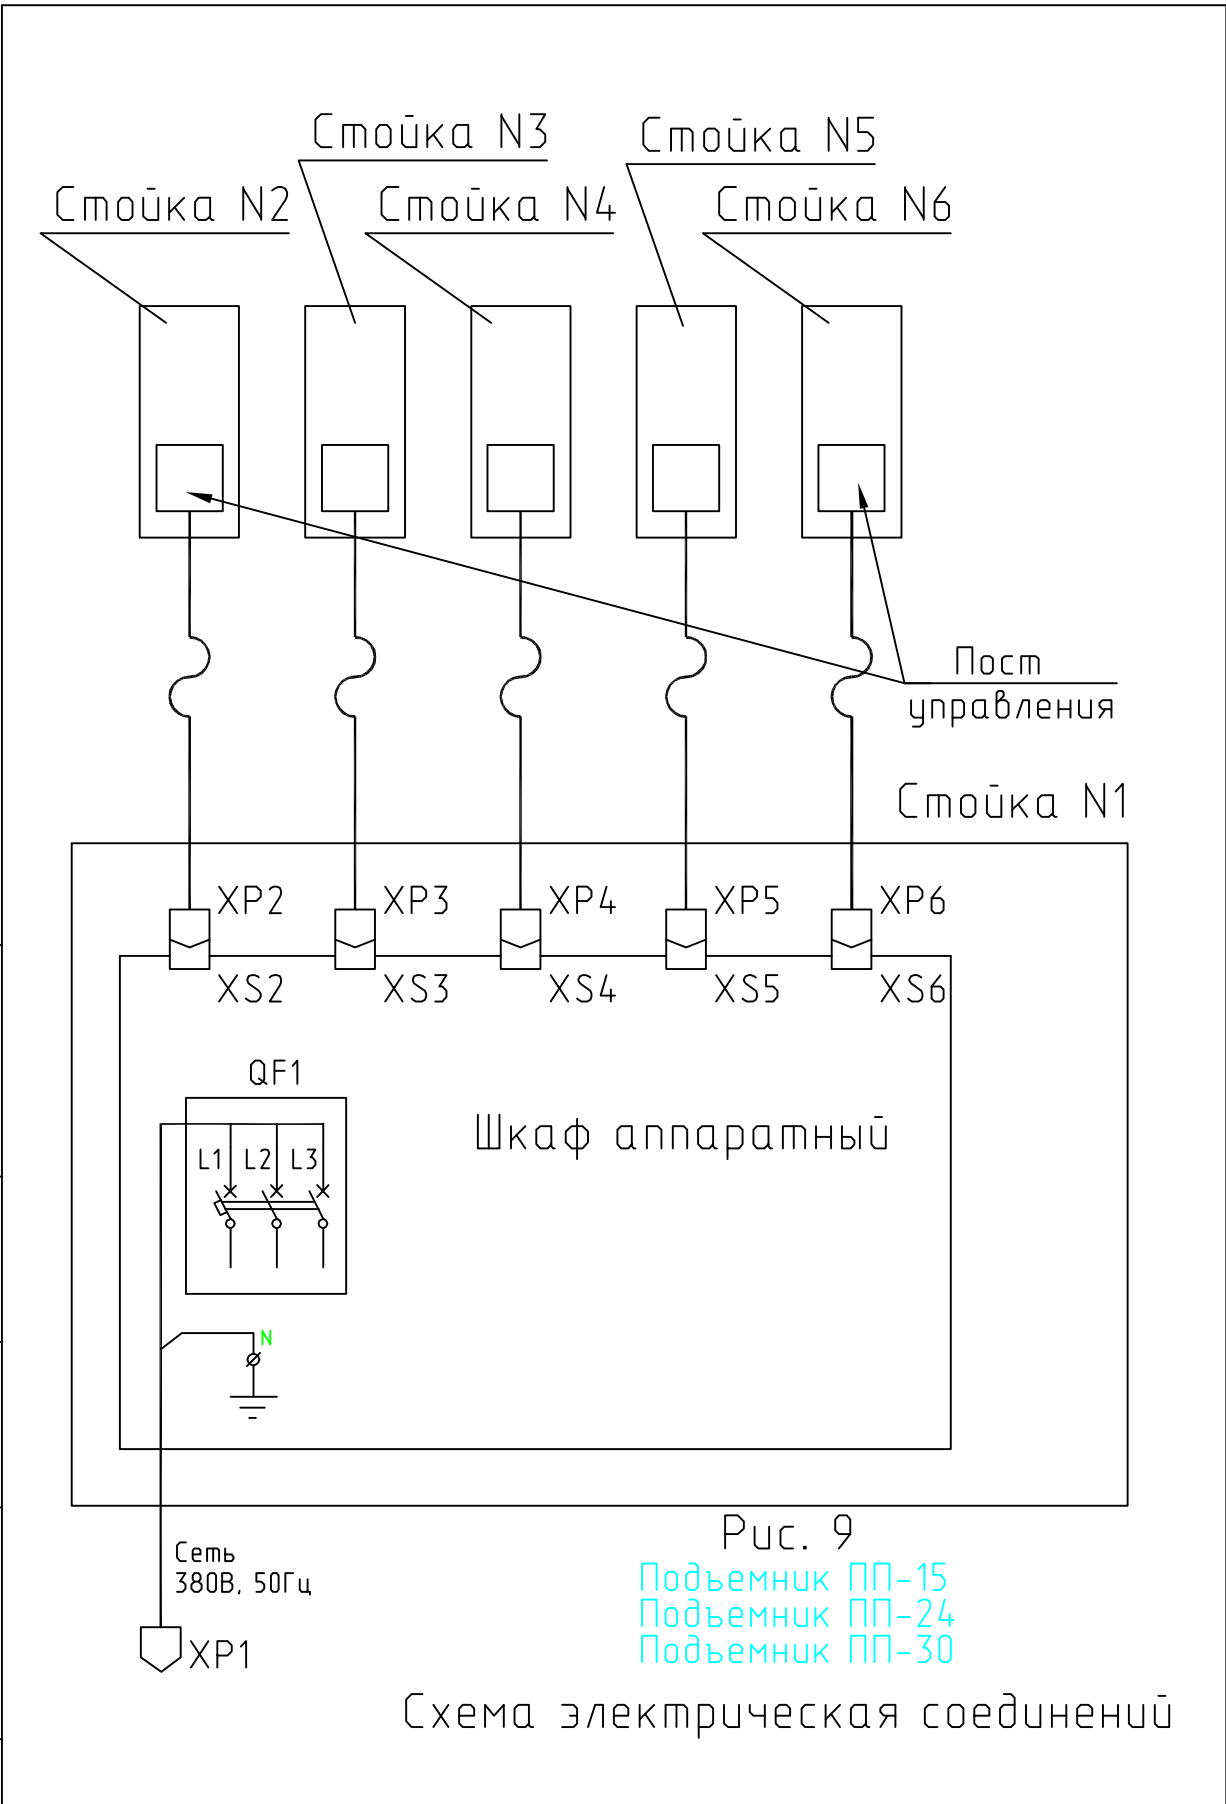 Стойка N3
Стойка N5
Стойка N2
Стойка N4
Стойка N6
Пост
управления
Стойка N1
XP2
XP3
XP4
XP5
XP6
XS2
XS3
XS4
XS5
XS6
QF1
Шкаф аппаратный
L1
L2
L3
N
Рис. 9
Сеть
380В, 50Гц
Подъемник ПП-15
Подъемник ПП-24
Подъемник ПП-30
XP1
Схема электрическая соединений